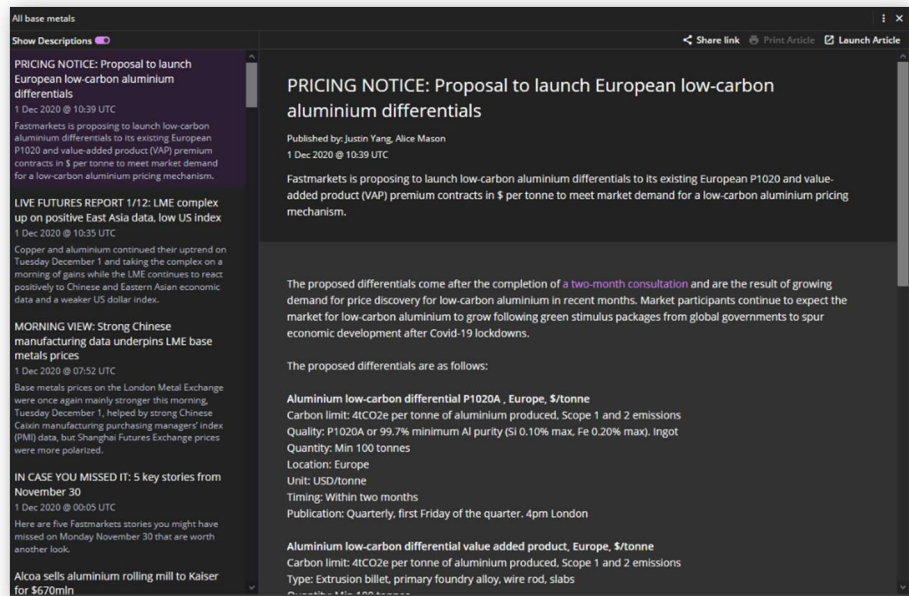 All base metals
Show Descriptions
Share link Print Article Launch Article
PRICING NOTICE: Proposal to launch
European low-carbon aluminium
differentials
1 Dec 2020 @ 10:39 UTC
Fastmarkets is proposing to launch low-carbon
aluminium differentials to its existing European
P1020 and value-added product (VAP) premium
contracts in $ per tonne to meet market demand
for a low-carbon aluminium pricing mechanism.
LIVE FUTURES REPORT 1/12: LME complex
up on positive East Asia data, low US index
1 Dec 2020 @ 10:35 UTC
Copper and aluminium continued their uptrend on
Tuesday December 1 and taking the complex on a
morning of gains while the LME continues to react
positively to Chinese and Eastern Asian economic
data and a weaker US dollar index.
MORNING VIEW: Strong Chinese
manufacturing data underpins LME base
metals prices
1 Dec 2020 @ 07:52 UTC
Base metals prices on the London Metal Exchange
were once again mainly stronger this morning,
Tuesday December 1, helped by strong Chinese
Caixin manufacturing purchasing managers' index
(PMI) data, but Shanghai Futures Exchange prices
were more polarized.
IN CASE YOU MISSED IT: 5 key stories from
November 30
1 Dec 2020 @ 00:05 UTC
Here are five Fastmarkets stories you might have
missed on Monday November 30 that are worth
another look.
Alcoa sells aluminium rolling mill to Kaiser
for $670mln
PRICING NOTICE: Proposal to launch European low-carbon
aluminium differentials
Published by: Justin Yang, Alice Mason
1 Dec 2020 @ 10:39 UTC
Fastmarkets is proposing to launch low-carbon aluminium differentials to its existing European P1020 and value-
added product (VAP) premium contracts in $ per tonne to meet market demand for a low-carbon aluminium pricing
mechanism.
The proposed differentials come after the completion of a two-month consultation and are the result of growing
demand for price discovery for low-carbon aluminium in recent months. Market participants continue to expect the
market for low-carbon aluminium to grow following green stimulus packages from global governments to spur
economic development after Covid-19 lockdowns.
The proposed differentials are as follows:
Aluminium low-carbon differential P1020A , Europe, $/tonne
Carbon limit: 4tCO2e per tonne of aluminium produced, Scope 1 and 2 emissions
Quality: P1020A or 99.7% minimum Al purity (Si 0.10% max, Fe 0.20% max). Ingot
Quantity: Min 100 tonnes
Location: Europe
Unit: USD/tonne
Timing: Within two months
Publication: Quarterly, first Friday of the quarter. 4pm London
Aluminium low-carbon differential value added product, Europe, $/tonne
Carbon limit: 4tCO2e per tonne of aluminium produced, Scope 1 and 2 emissions
Type: Extrusion billet, primary foundry alloy, wire rod, slabs
Quantity: Min 100 tonnes